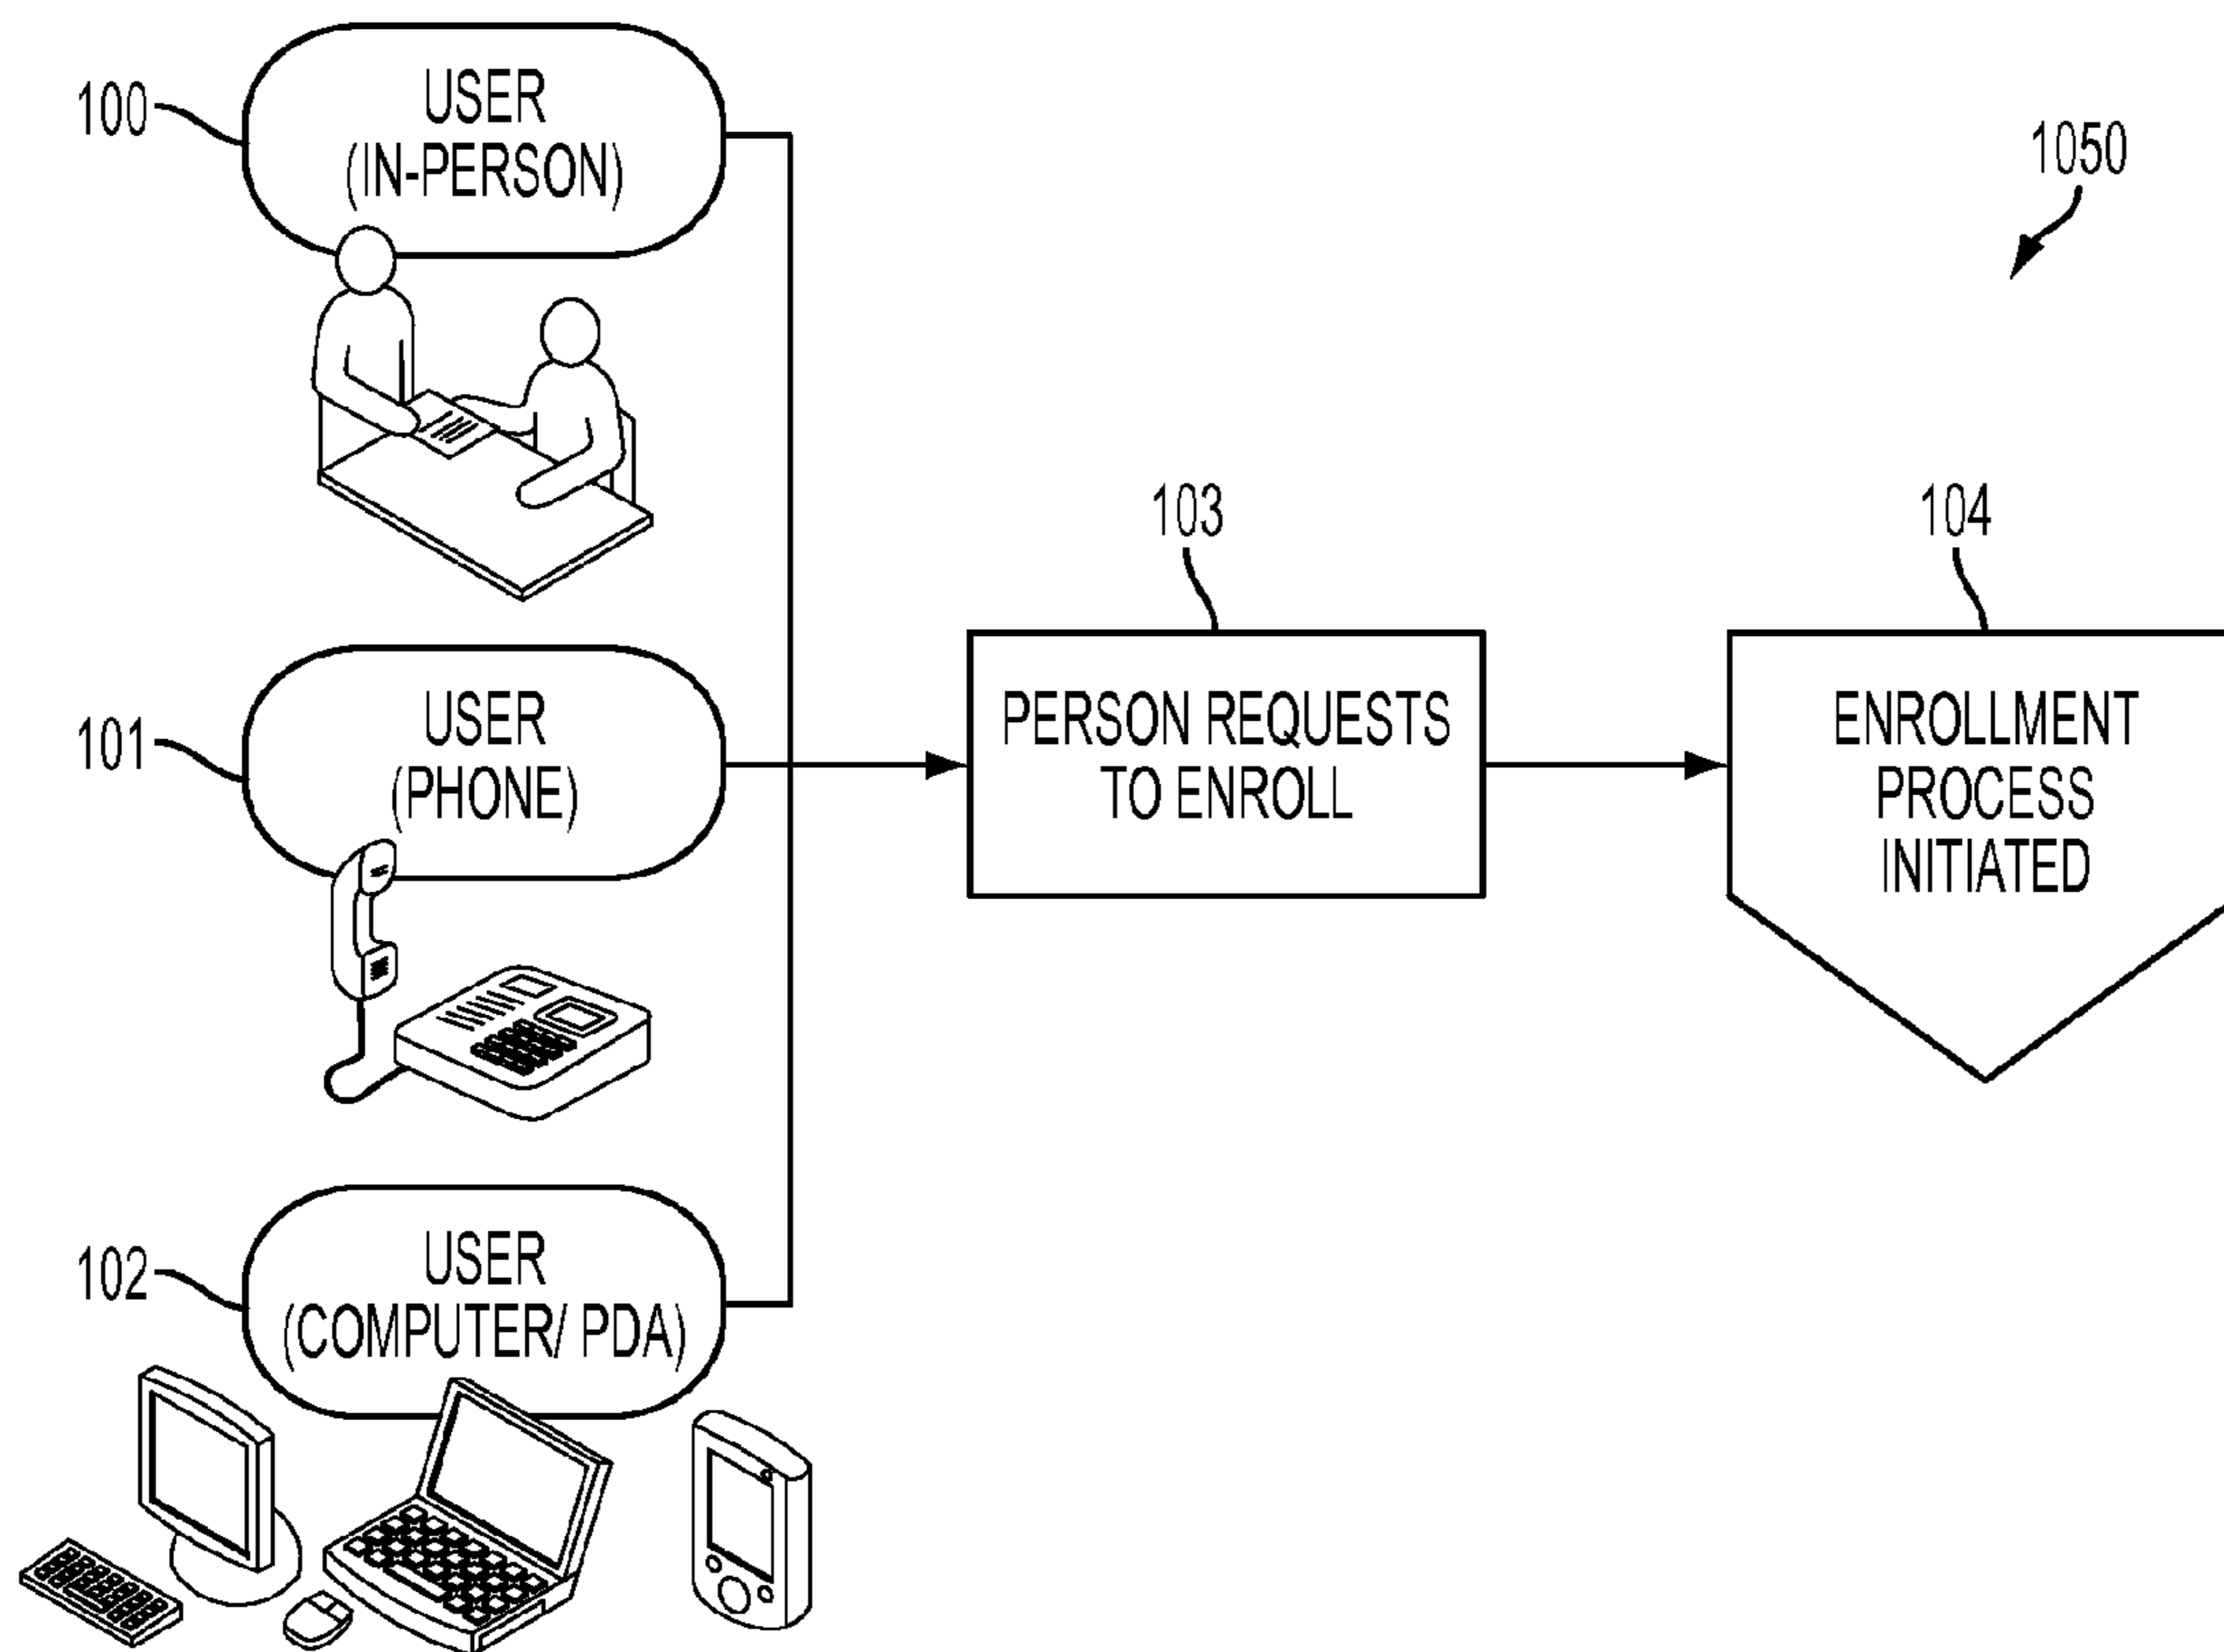 100
USER
(IN-PERSON)
1050
103
104
101
USER
(PHONE)
PERSON REQUESTS
TO ENROLL
ENROLLMENT
PROCESS
INITIATED
102
USER
(COMPUTER/ PDA)